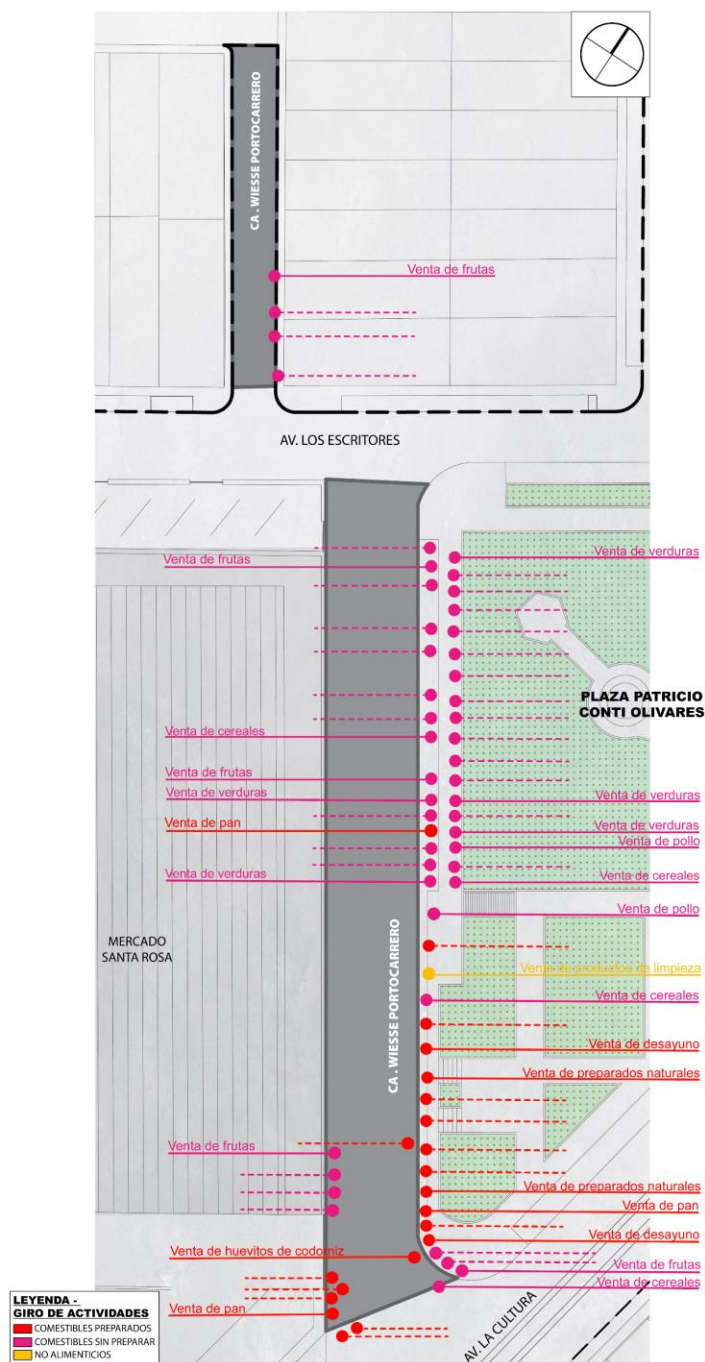 CA . WIESSE PORTOCARRERO
Venta de frutas
AV. LOS ESCRITORES
Venta de frutas
Venta de verduras
PLAZA PATRICIO
CONTI OLIVARES
Venta de cereales
Venta de frutas
Venta de verduras
Venta de verduras
Venta de pan
Venta de verduras
Venta de pollo
Venta de verduras
Venta de cereales
Venta de pollo
MERCADO
SANTA ROSA
CA . WIESSE PORTOCARRERO
Venta de productos de limpieza
Venta de cereales
Venta de desayuno
Venta de preparados naturales
Venta de frutas
Venta de preparados naturales
Venta de pan
Venta de desayuno
Venta de huevitos de codorniz
Venta de frutas
Venta de cereales
Venta de pan
AV. LA CULTURA
LEYENDA -
GIRO DE ACTIVIDADES
COMESTIBLES PREPARADOS
COMESTIBLES SIN PREPARAR
NO ALIMENTICIOS